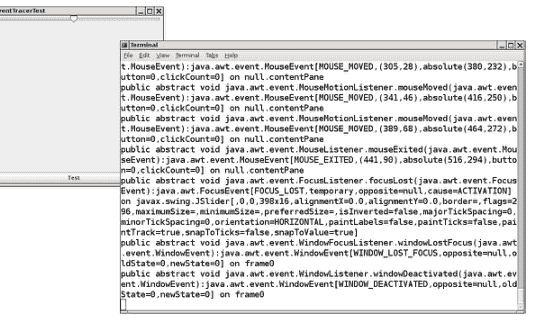 ventTracerTest
Test
Terminal
File Edit View Terminal Tabs Help
t.MouseEvent):java.awt.event.MouseEvent[MOUSE_MOVED,(305,28),absolute(380,232),b
utton=0,clickCount=0] on null.contentPane
public abstract void java.awt.event.MouseMotionListener.mouseMoved(java.awt.even
t.MouseEvent):java.awt.event.MouseEvent[MOUSE_MOVED,(341,46),absolute(416,250),b
utton=0,clickCount=0] on null.contentPane
public abstract void java.awt.event.MouseMotionListener.mouseMoved(java.awt.even
t.MouseEvent):java.awt.event.MouseEvent[MOUSE_MOVED,(389,68),absolute(464,272),b
utton=0,clickCount=0] on null.contentPane
public abstract void java.awt.event.MouseListener.mouseExited(java.awt.event.Mou
seEvent):java.awt.event.MouseEvent[MOUSE_EXITED,(441,90),absolute(516,294),butto
n=0,clickCount=0] on null.contentPane
public abstract void java.awt.event.FocusListener.focusLost(java.awt.event.Focus
Event):java.awt.FocusEvent[FOCUS_LOST,temporary,opposite=null,cause=ACTIVATION]
on javax.swing.JSlider[,0,0,398x16,alignmentX=0.0,alignmentY=0.0,border=,flags=2
96,maximumSize=,minimumSize=,preferredSize=,isInverted=false,majorTickSpacing=0,
minorTickSpacing=0,orientation=HORIZONTAL,paintLabels=false,paintTicks=false,pai
ntTrack=true,snapToTicks=false,snapToValue=true]
public abstract void java.awt.event.WindowFocusListener.windowLostFocus(java.awt
.event.WindowEvent):java.awt.event.WindowEvent[WINDOW_LOST_FOCUS,opposite=null,o
ldState=0,newState=0] on frame0
public abstract void java.awt.event.WindowListener.windowDeactivated(java.awt.ev
ent.WindowEvent):java.awt.event.WindowEvent[WINDOW_DEACTIVATED,opposite=null,old
State=0,newState=0] on frame0